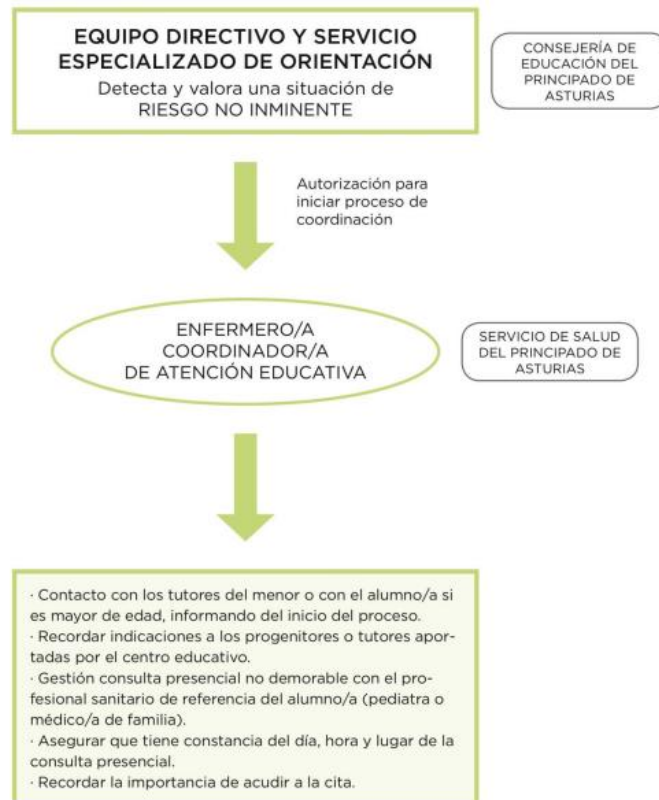 EQUIPO DIRECTIVO Y SERVICIO
ESPECIALIZADO DE ORIENTACIÓN
Detecta y valora una situación de
RIESGO NO INMINENTE
CONSEJERÍA DE
EDUCACIÓN DEL
PRINCIPADO DE
ASTURIAS
Autorización para
iniciar proceso de
coordinación
ENFERMERO/A
COORDINADOR/A
DE ATENCIÓN EDUCATIVA
SERVICIO DE SALUD
DEL PRINCIPADO DE
ASTURIAS
· Contacto con los tutores del menor o con el alumno/a si
es mayor de edad, informando del inicio del proceso.
· Recordar indicaciones a los progenitores o tutores apor-
tadas por el centro educativo.
· Gestión consulta presencial no demorable con el pro-
fesional sanitario de referencia del alumno/a (pediatra o
médico/a de familia).
· Asegurar que tiene constancia del día, hora y lugar de la
consulta presencial.
· Recordar la importancia de acudir a la cita.